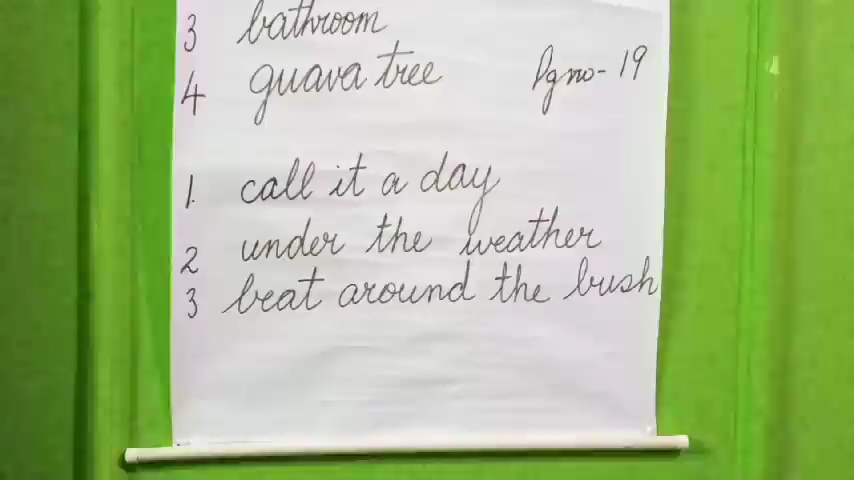 3 bathroom
4 guava tree Pg no- 19
1. call it a day
2 under the weather
3 beat around the bush